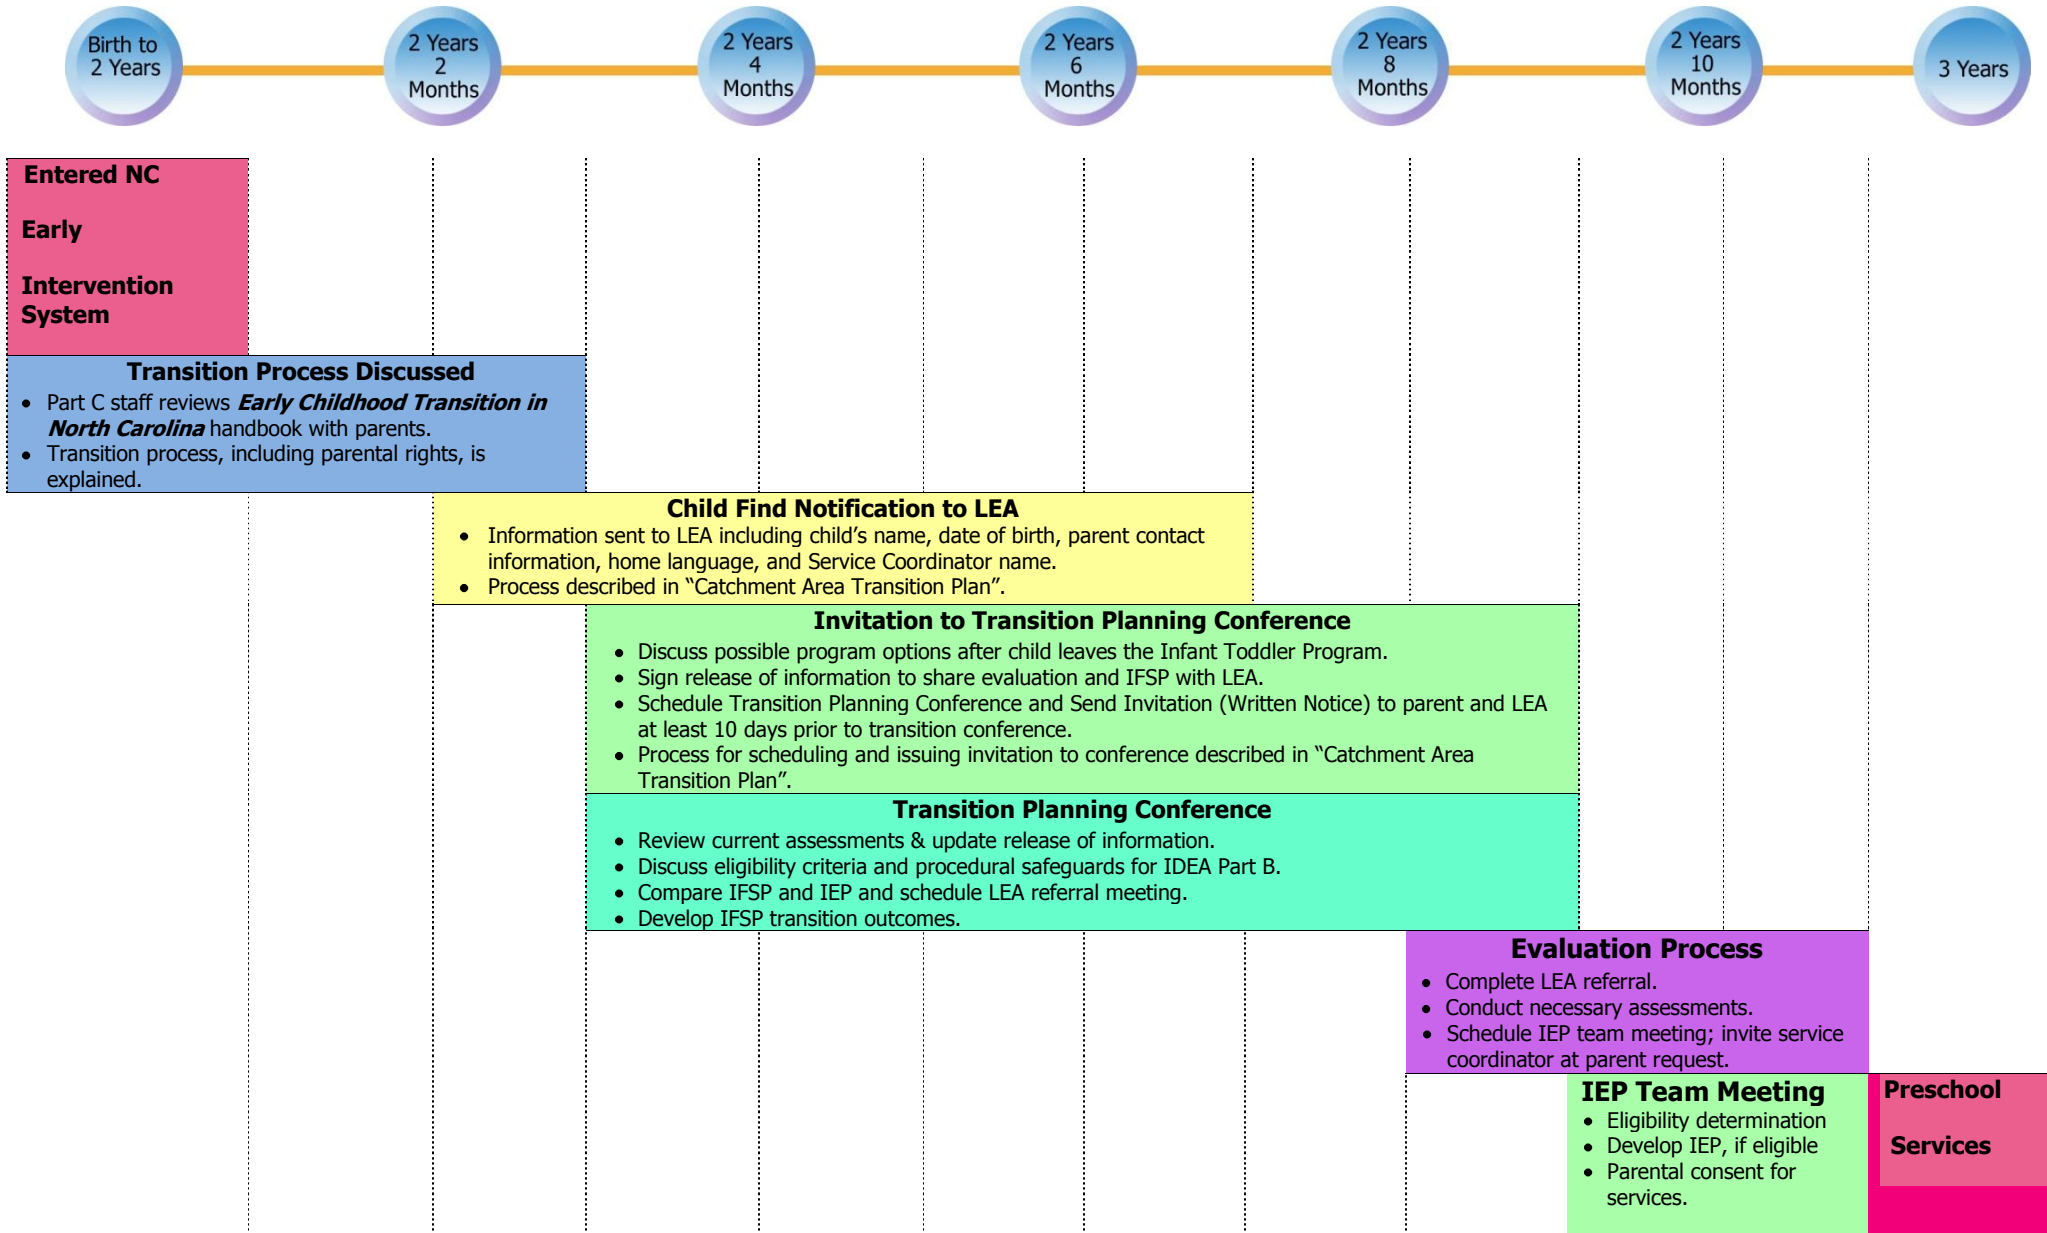 Birth to
2 Years
2 Years
2
Months
2 Years
4
Months
2 Years
6
Months
2 Years
8
Months
2 Years
10
Months
3 Years
Entered NC
Early
Intervention
System
Transition Process Discussed
• Part C staff reviews Early Childhood Transition in
North Carolina handbook with parents.
• Transition process, including parental rights, is
explained.
Child Find Notification to LEA
• Information sent to LEA including child’s name, date of birth, parent contact
information, home language, and Service Coordinator name.
• Process described in “Catchment Area Transition Plan”.
Invitation to Transition Planning Conference
• Discuss possible program options after child leaves the Infant Toddler Program.
• Sign release of information to share evaluation and IFSP with LEA.
• Schedule Transition Planning Conference and Send Invitation (Written Notice) to parent and LEA
at least 10 days prior to transition conference.
• Process for scheduling and issuing invitation to conference described in “Catchment Area
Transition Plan”.
Transition Planning Conference
• Review current assessments & update release of information.
• Discuss eligibility criteria and procedural safeguards for IDEA Part B.
• Compare IFSP and IEP and schedule LEA referral meeting.
• Develop IFSP transition outcomes.
Evaluation Process
• Complete LEA referral.
• Conduct necessary assessments.
• Schedule IEP team meeting; invite service
coordinator at parent request.
IEP Team Meeting
• Eligibility determination
• Develop IEP, if eligible
• Parental consent for
services.
Preschool
Services